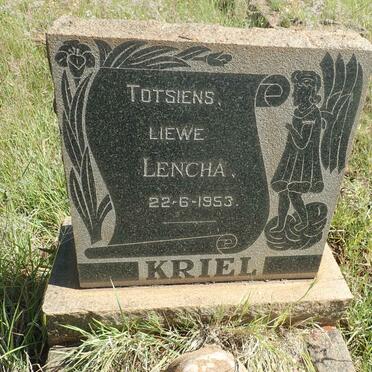 TOTSIENS,
LIEWE
LENCHA.
22-6-1953.
KRIEL